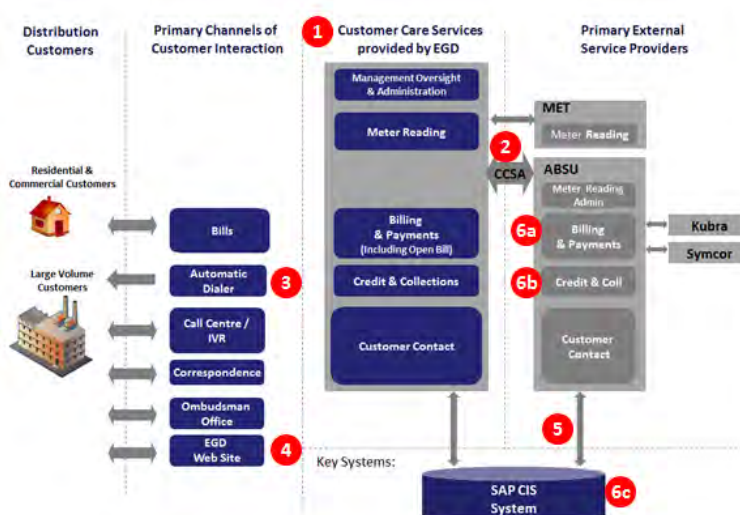 Distribution
Customers
Primary Channels of
Customer Interaction
1
Customer Care Services
provided by EGD
Primary External
Service Providers
Management Oversight
& Administration
MET
Meter Reading
Meter Reading
2
CCSA
ABSU
Meter Reading
Admin
Residential &
Commercial Customers
Bills
Billing
& Payments
(Including Open Bill)
6a
Billing
& Payments
Kubra
Symcor
Large Volume
Customers
Automatic
Dialer
3
Credit & Collections
6b
Credit & Coll
Call Centre /
IVR
Customer Contact
Customer
Contact
Correspondence
Ombudsman
Office
EGD
Web Site
4
5
Key Systems:
SAP CIS
System
6c